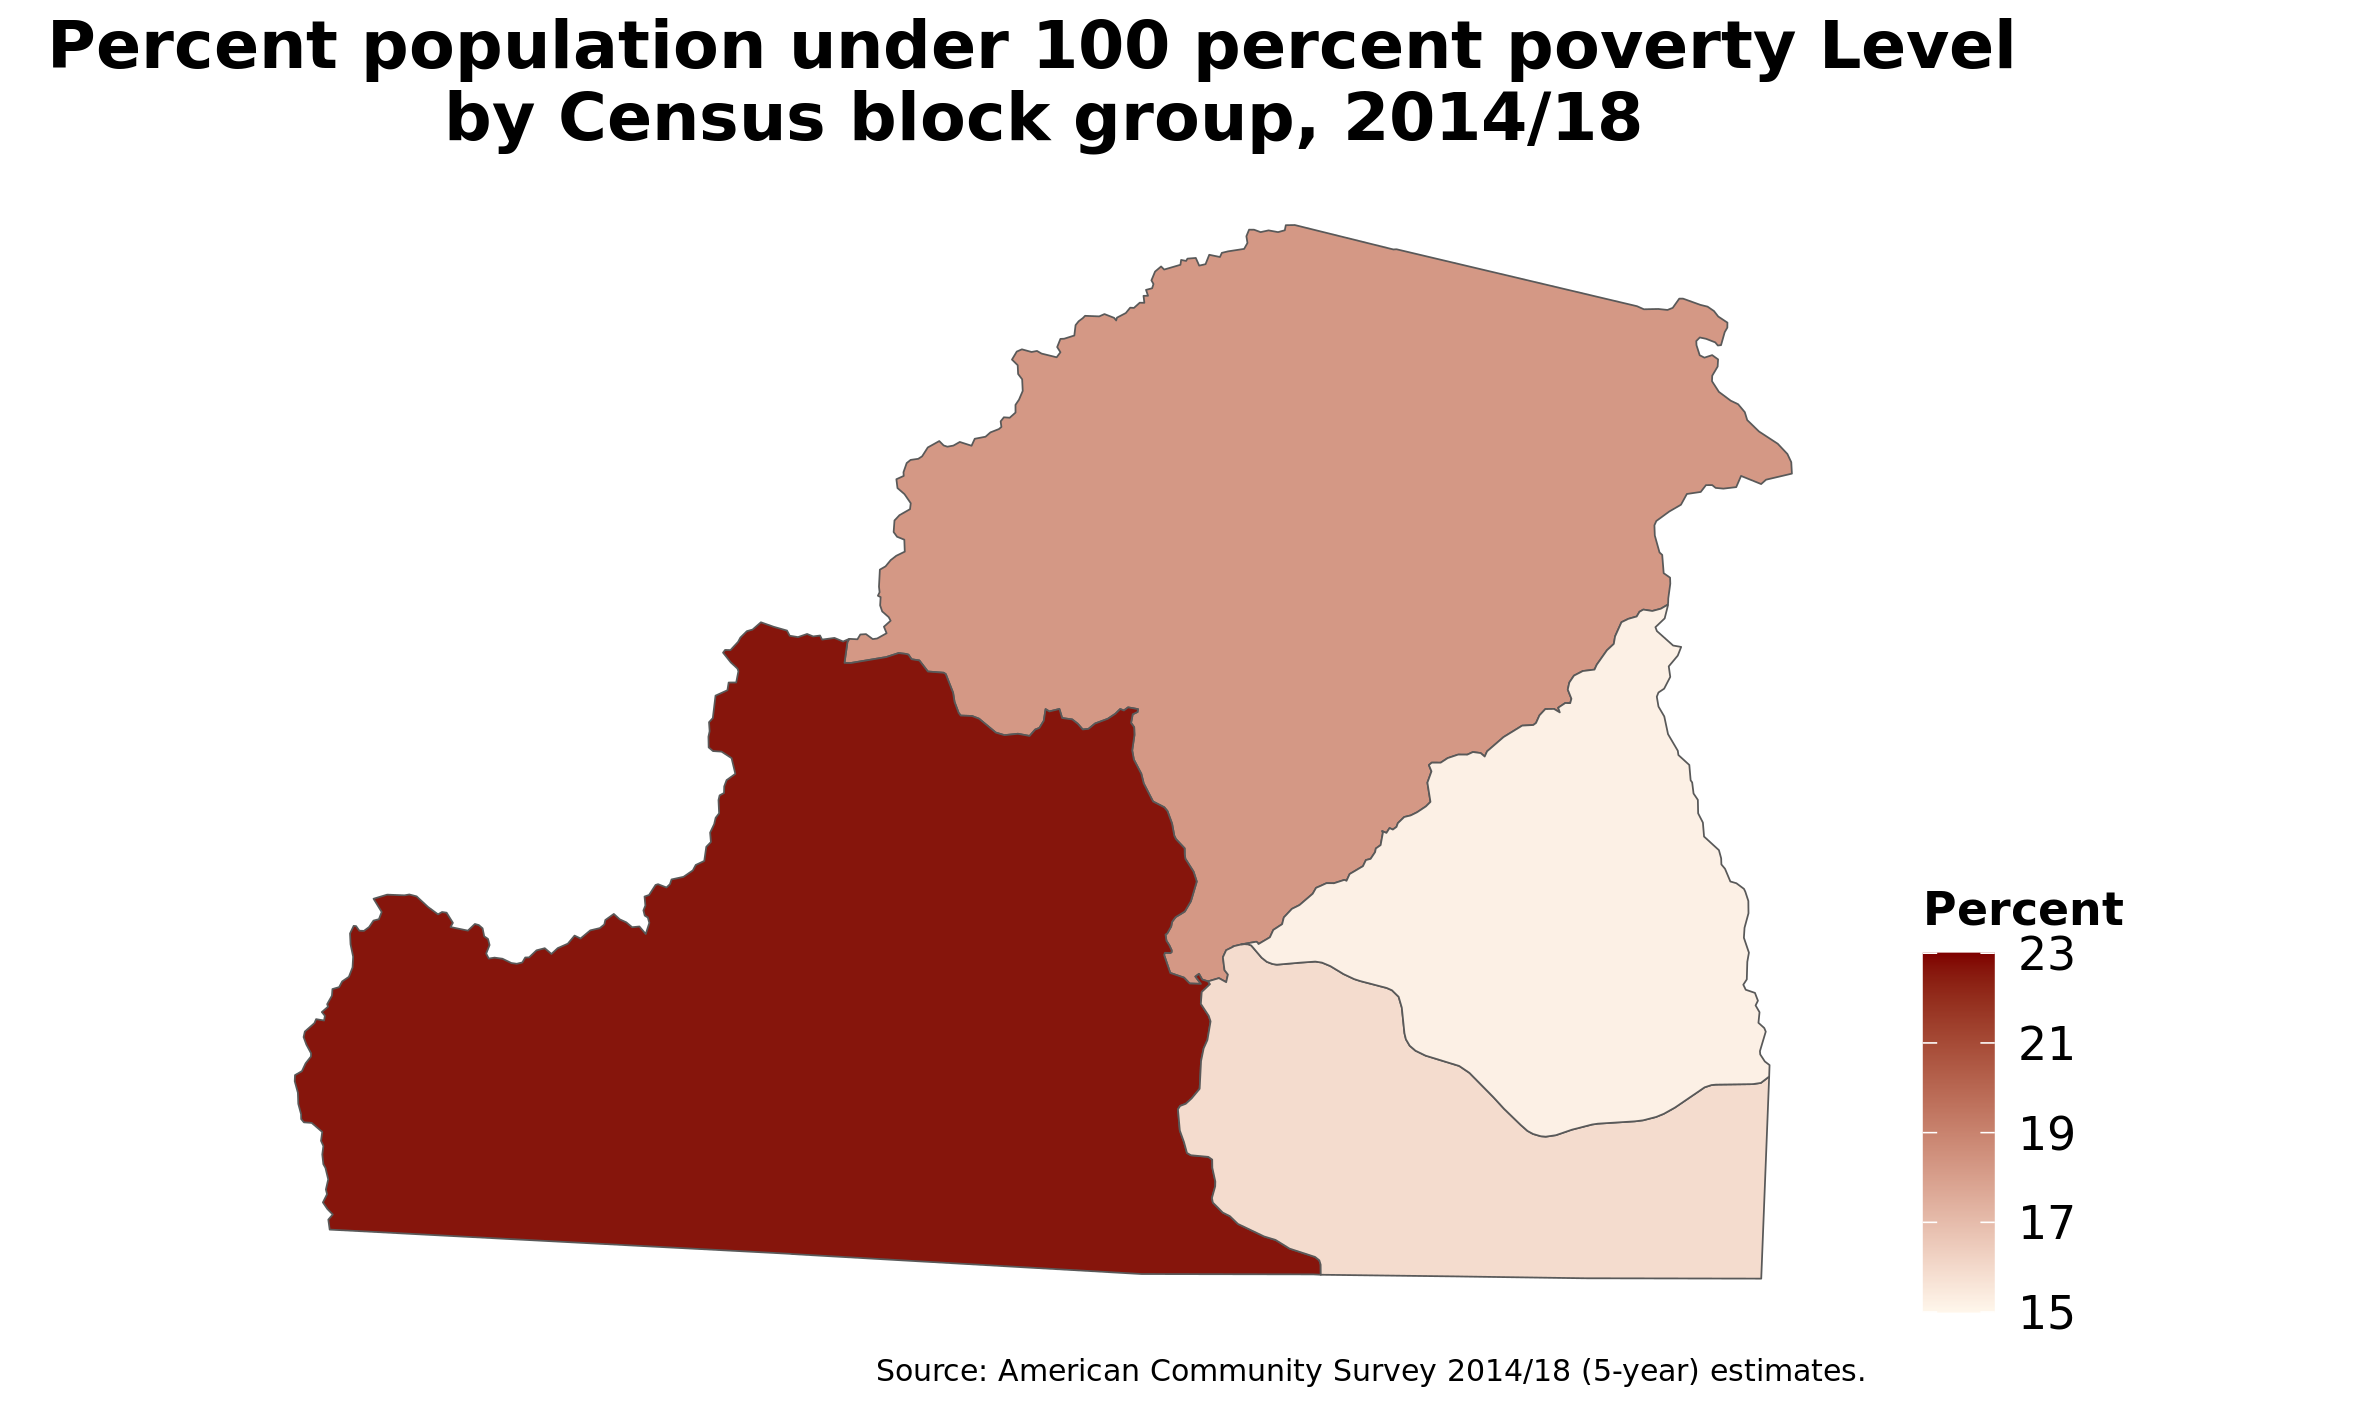 Percent population under 100 percent poverty Level
by Census block group, 2014/18
Percent
23
21
19
17
15
Source: American Community Survey 2014/18 (5-year) estimates.